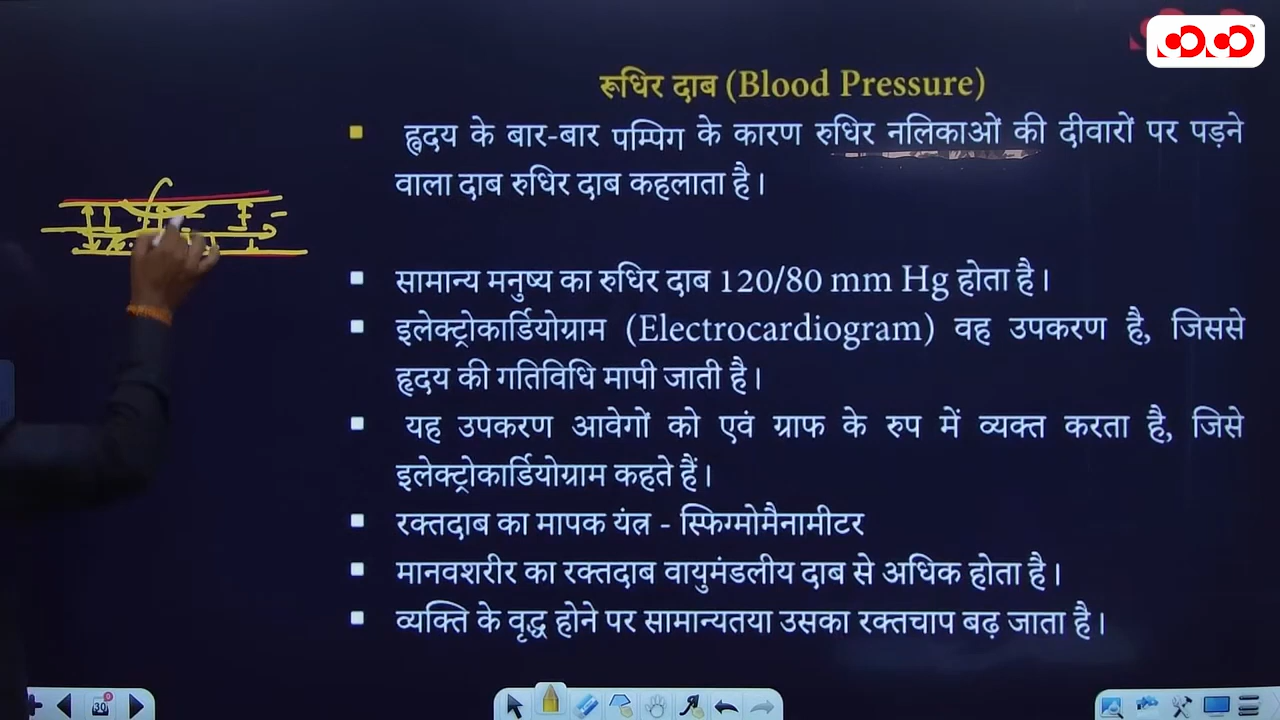 रूधिर दाब (Blood Pressure)
हृदय के बार-बार पम्पिग के कारण रुधिर नलिकाओं की दीवारों पर पड़ने
वाला दाब रुधिर दाब कहलाता है।
सामान्य मनुष्य का रुधिर दाब 120/80 mm Hg होता है।
इलेक्ट्रोकार्डियोग्राम (Electrocardiogram) वह उपकरण है, जिससे
हृदय की गतिविधि मापी जाती है।
यह उपकरण आवेगों को एवं ग्राफ के रुप में व्यक्त करता है, जिसे
इलेक्ट्रोकार्डियोग्राम कहते हैं।
रक्तदाब का मापक यंत्र - स्फिग्मोमैनामीटर
मानवशरीर का रक्तदाब वायुमंडलीय दाब से अधिक होता है।
व्यक्ति के वृद्ध होने पर सामान्यतया उसका रक्तचाप बढ़ जाता है।
30